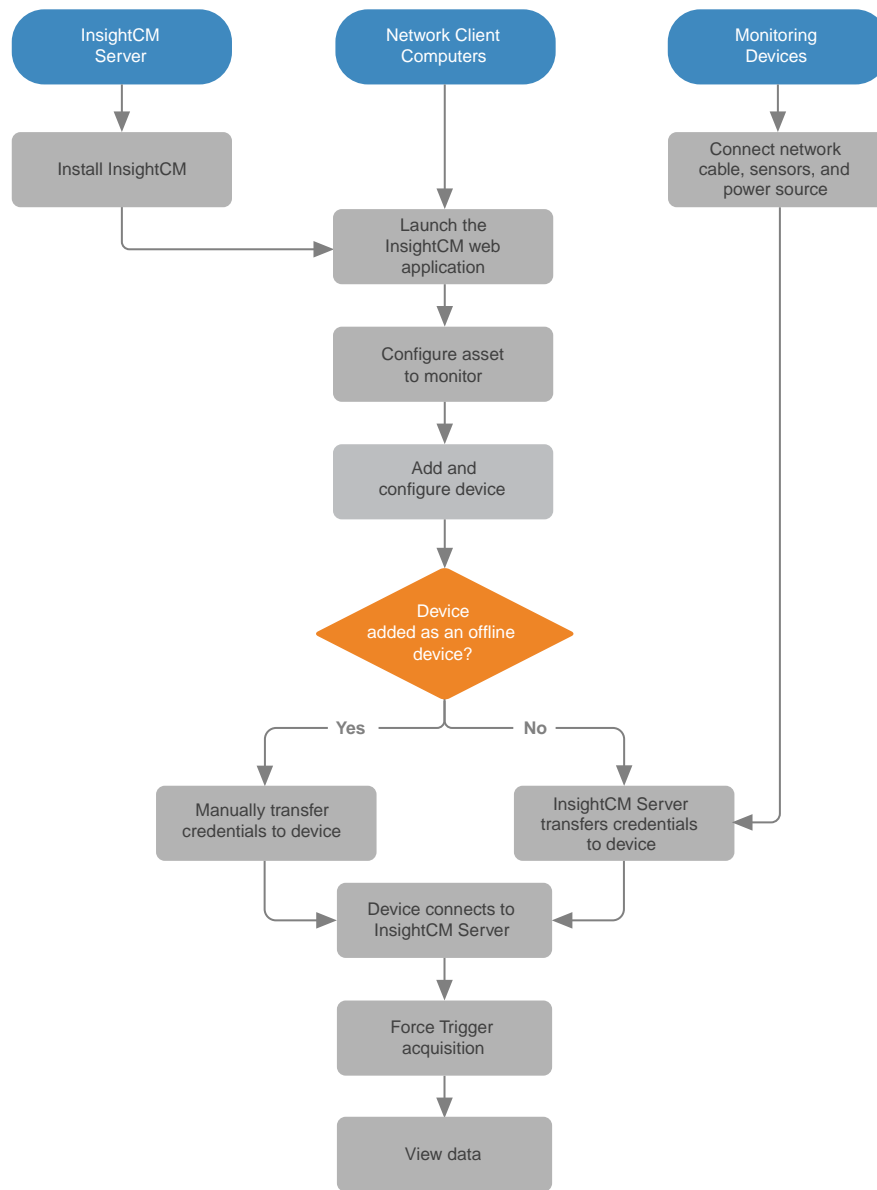 InsightCM
Server
Network Client
Computers
Monitoring
Devices
Install InsightCM
Connect network
cable, sensors, and
power source
Launch the
InsightCM web
application
Configure asset
to monitor
Add and
configure device
Device
added as an offline
device?
Yes
No
Manually transfer
credentials to device
InsightCM Server
transfers credentials
to device
Device connects to
InsightCM Server
Force Trigger
acquisition
View data